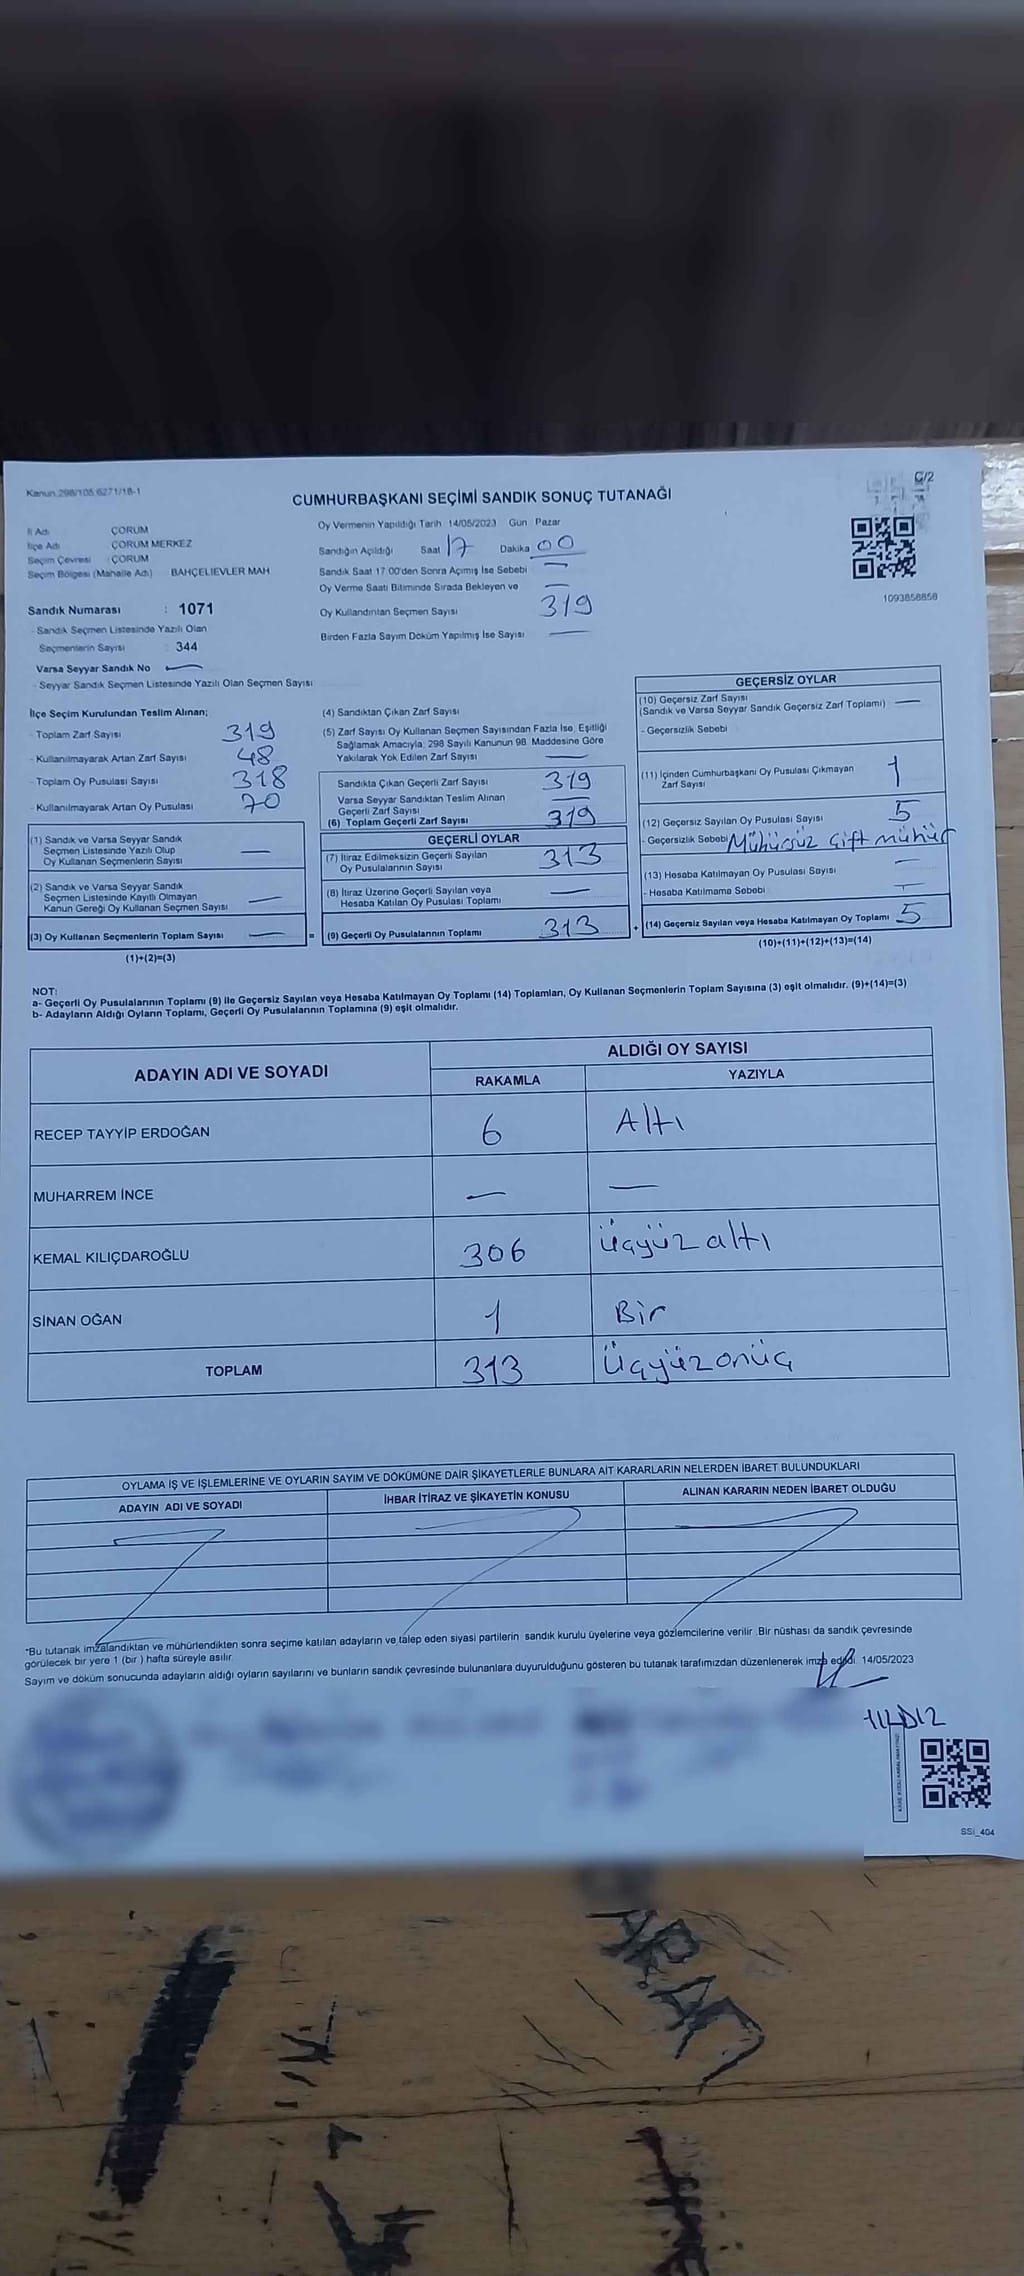 Kanun 298/105 6271/18-1
G/2
CUMHURBAŞKANI SEÇİMİ SANDIK SONUÇ TUTANAĞI
İl Adı ÇORUM
İlçe Adı ÇORUM MERKEZ
Seçim Çevresi : ÇORUM
Seçim Bölgesi (Mahalle Adı) BAHÇELİEVLER MAH
Sandık Numarası : 1071
- Sandık Seçmen Listesinde Yazılı Olan
Seçmenlerin Sayısı : 344
Varsa Seyyar Sandık No —
- Seyyar Sandık Seçmen Listesinde Yazılı Olan Seçmen Sayısı
Oy Vermenin Yapıldığı Tarih 14/05/2023 Gün : Pazar
Sandığın Açıldığı Saat 17 Dakika 00
Sandık Saat 17:00'den Sonra Açımış İse Sebebi —
Oy Verme Saati Bitiminde Sırada Bekleyen ve —
Oy Kullandırılan Seçmen Sayısı 319
Birden Fazla Sayım Döküm Yapılmış İse Sayısı —
1093858858
İlçe Seçim Kurulundan Teslim Alınan;
- Toplam Zarf Sayısı 319
- Kullanılmayarak Artan Zarf Sayısı 48
- Toplam Oy Pusulası Sayısı 318
- Kullanılmayarak Artan Oy Pusulası 70
(1) Sandık ve Varsa Seyyar Sandık
Seçmen Listesinde Yazılı Olup
Oy Kullanan Seçmenlerin Sayısı —
(2) Sandık ve Varsa Seyyar Sandık
Seçmen Listesinde Kayıtlı Olmayan
Kanun Gereği Oy Kullanan Seçmen Sayısı —
(3) Oy Kullanan Seçmenlerin Toplam Sayısı — =
(1)+(2)=(3)
(4) Sandıktan Çıkan Zarf Sayısı
(5) Zarf Sayısı Oy Kullanan Seçmen Sayısından Fazla İse, Eşitliği
Sağlamak Amacıyla, 298 Sayılı Kanunun 98. Maddesine Göre
Yakılarak Yok Edilen Zarf Sayısı —
Sandıkta Çıkan Geçerli Zarf Sayısı 319
Varsa Seyyar Sandıktan Teslim Alınan
Geçerli Zarf Sayısı —
(6) Toplam Geçerli Zarf Sayısı 319
GEÇERLİ OYLAR
(7) İtiraz Edilmeksizin Geçerli Sayılan
Oy Pusulalarının Sayısı 313
(8) İtiraz Üzerine Geçerli Sayılan veya
Hesaba Katılan Oy Pusulası Toplamı —
(9) Geçerli Oy Pusulalarının Toplamı 313 +
GEÇERSİZ OYLAR
(10) Geçersiz Zarf Sayısı
(Sandık ve Varsa Seyyar Sandık Geçersiz Zarf Toplamı) —
- Geçersizlik Sebebi
(11) İçinden Cumhurbaşkanı Oy Pusulası Çıkmayan
Zarf Sayısı 1
(12) Geçersiz Sayılan Oy Pusulası Sayısı 5
- Geçersizlik Sebebi Mühürsüz çift mühür
(13) Hesaba Katılmayan Oy Pusulası Sayısı —
- Hesaba Katılmama Sebebi —
(14) Geçersiz Sayılan veya Hesaba Katılmayan Oy Toplamı 5
(10)+(11)+(12)+(13)=(14)
NOT:
a- Geçerli Oy Pusulalarının Toplamı (9) ile Geçersiz Sayılan veya Hesaba Katılmayan Oy Toplamı (14) Toplamları, Oy Kullanan Seçmenlerin Toplam Sayısına (3) eşit olmalıdır. (9)+(14)=(3)
b- Adayların Aldığı Oyların Toplamı, Geçerli Oy Pusulalarının Toplamına (9) eşit olmalıdır.
ADAYIN ADI VE SOYADI
ALDIĞI OY SAYISI
RAKAMLA YAZIYLA
RECEP TAYYİP ERDOĞAN 6 Altı
MUHARREM İNCE — —
KEMAL KILIÇDAROĞLU 306 Üçyüz altı
SİNAN OĞAN 1 Bir
TOPLAM 313 Üçyüzonüç
OYLAMA İŞ VE İŞLEMLERİNE VE OYLARIN SAYIM VE DÖKÜMÜNE DAİR ŞİKAYETLERLE BUNLARA AİT KARARLARIN NELERDEN İBARET BULUNDUKLARI
ADAYIN ADI VE SOYADI İHBAR İTİRAZ VE ŞİKAYETİN KONUSU ALINAN KARARIN NEDEN İBARET OLDUĞU
*Bu tutanak imzalandıktan ve mühürlendikten sonra seçime katılan adayların ve talep eden siyasi partilerin sandık kurulu üyelerine veya gözlemcilerine verilir. Bir nüshası da sandık çevresinde
görülecek bir yere 1 (bir ) hafta süreyle asılır.
Sayım ve döküm sonucunda adayların aldığı oyların sayılarını ve bunların sandık çevresinde bulunanlara duyurulduğunu gösteren bu tutanak tarafımızdan düzenlenerek imza edildi. 14/05/2023
YILDIZ
SSi_404